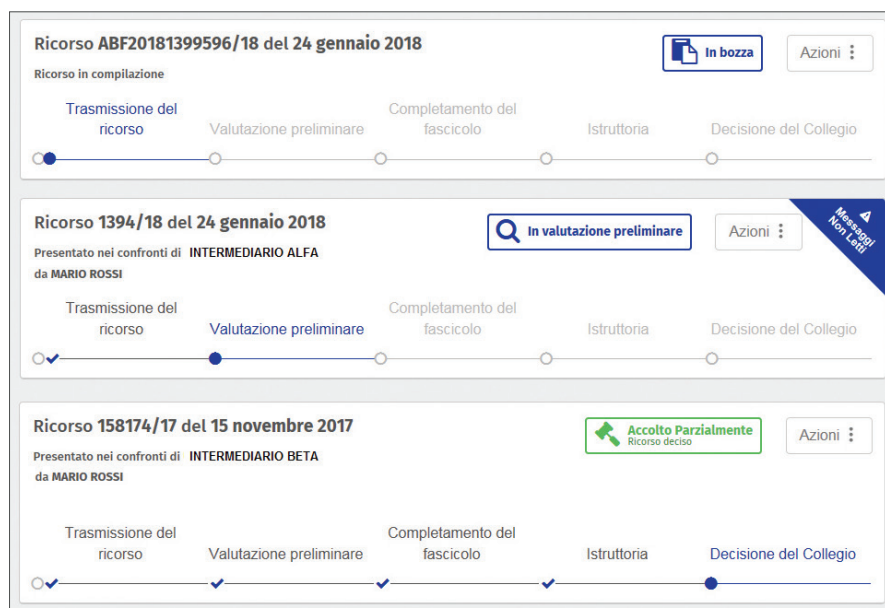 Ricorso ABF20181399596/18 del 24 gennaio 2018
In bozza
Azioni
Ricorso in compilazione
Trasmissione del
ricorso
Valutazione preliminare
Completamento del
fascicolo
Istruttoria
Decisione del Collegio
Ricorso 1394/18 del 24 gennaio 2018
In valutazione preliminare
Azioni
Messaggi
Non Letti
Presentato nei confronti di INTERMEDIARIO ALFA
da MARIO ROSSI
Trasmissione del
ricorso
Valutazione preliminare
Completamento del
fascicolo
Istruttoria
Decisione del Collegio
Ricorso 158174/17 del 15 novembre 2017
Accolto Parzialmente
Ricorso deciso
Azioni
Presentato nei confronti di INTERMEDIARIO BETA
da MARIO ROSSI
Trasmissione del
ricorso
Valutazione preliminare
Completamento del
fascicolo
Istruttoria
Decisione del Collegio